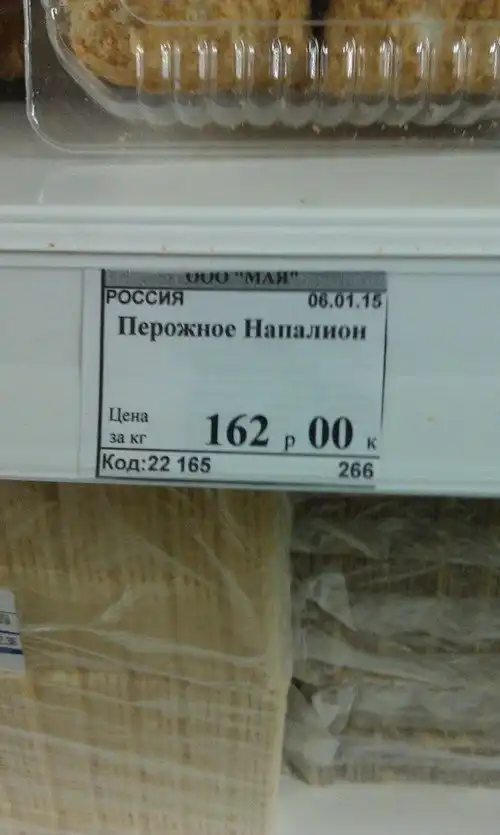 ООО "МАЯ"
РОССИЯ 06.01.15
Перожное Напалион
Цена
за кг 162 р 00 к
Код:22 165 266